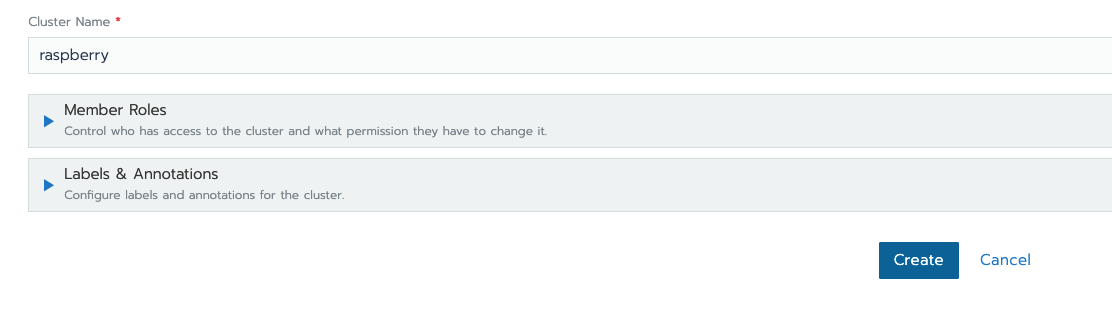 Cluster Name *
raspberry
Member Roles
Control who has access to the cluster and what permission they have to change it.
Labels & Annotations
Configure labels and annotations for the cluster.
Create Cancel